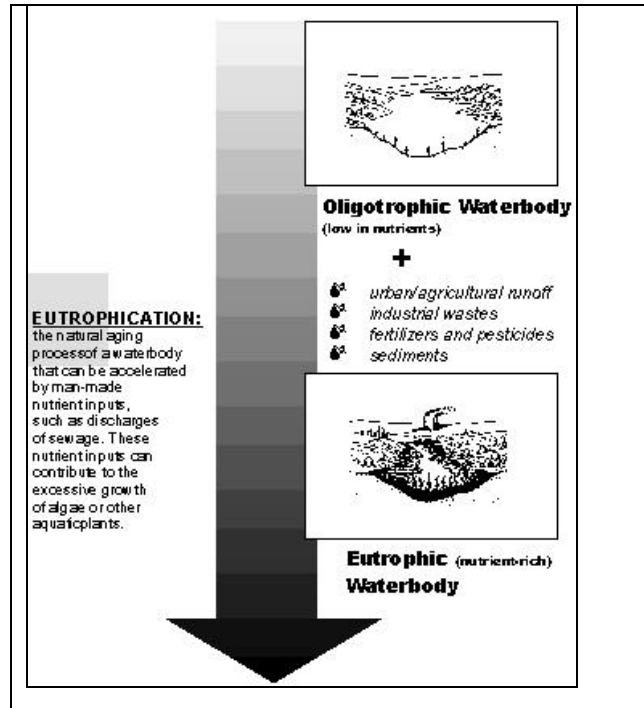 Oligotrophic Waterbody
(low in nutrients)
+
urban/agricultural runoff
industrial wastes
fertilizers and pesticides
sediments
EUTROPHICATION:
the natural aging
process of a waterbody
that can be accelerated
by man-made
nutrient inputs,
such as discharges
of sewage. These
nutrient inputs can
contribute to the
excessive growth
of algae or other
aquatic plants.
Eutrophic (nutrient-rich)
Waterbody